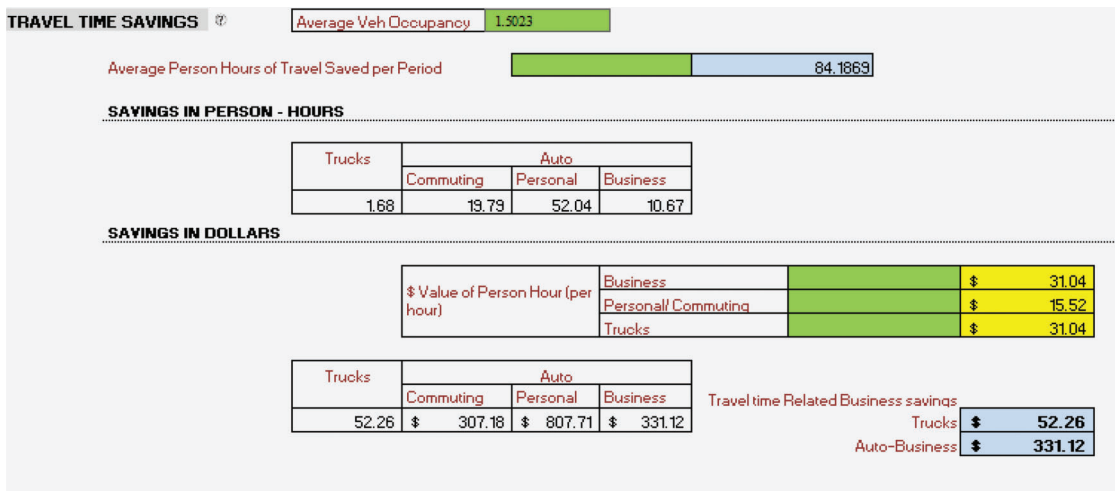 TRAVEL TIME SAVINGS ? Average Veh Occupancy 1.5023
Average Person Hours of Travel Saved per Period 84.1869
SAVINGS IN PERSON - HOURS
Trucks Auto
Commuting Personal Business
1.68 19.79 52.04 10.67
SAVINGS IN DOLLARS
$ Value of Person Hour (per hour) Business $ 31.04
Personal/ Commuting $ 15.52
Trucks $ 31.04
Trucks Auto
Commuting Personal Business
52.26 $ 307.18 $ 807.71 $ 331.12
Travel time Related Business savings
Trucks $ 52.26
Auto-Business $ 331.12